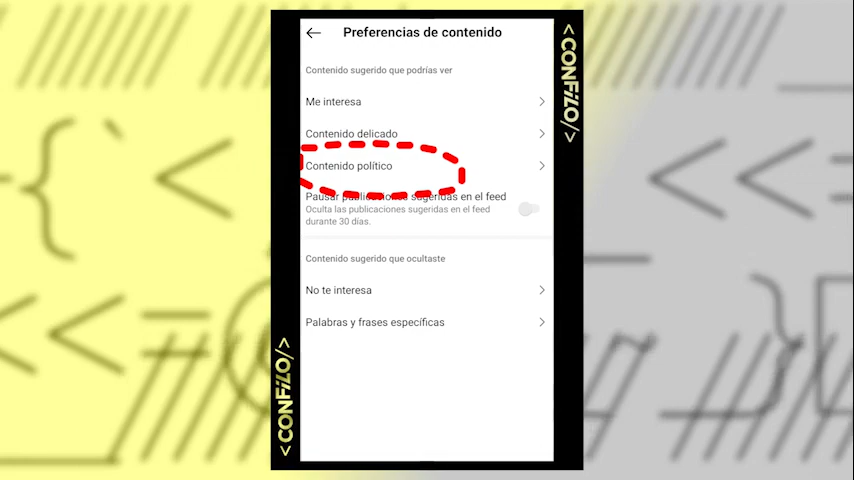 Preferencias de contenido
Contenido sugerido que podrías ver
Me interesa
Contenido delicado
Contenido político
Pausar publicaciones sugeridas en el feed
Oculta las publicaciones sugeridas en el feed
durante 30 días.
Contenido sugerido que ocultaste
No te interesa
Palabras y frases específicas
<CONFILO/>
<CONFILO/>